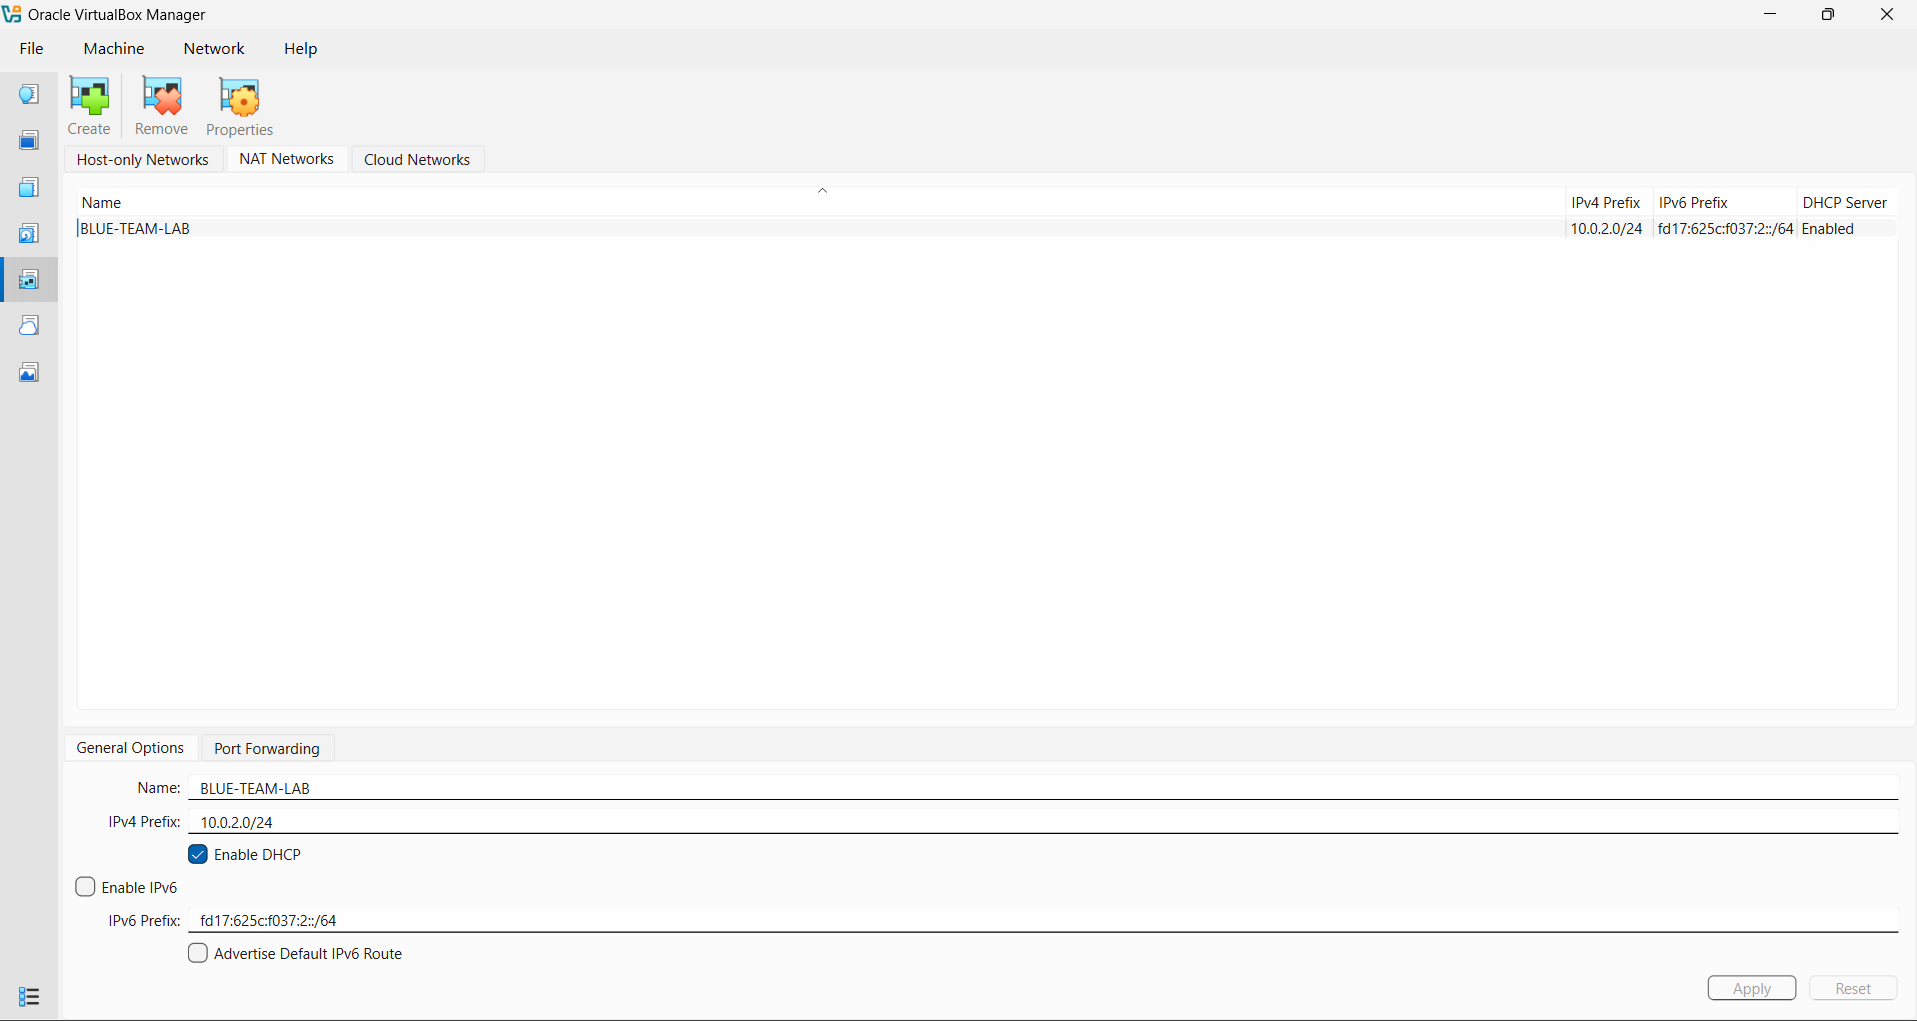 Oracle VirtualBox Manager
File Machine Network Help
Create Remove Properties
Host-only Networks NAT Networks Cloud Networks
Name IPv4 Prefix IPv6 Prefix DHCP Server
BLUE-TEAM-LAB 10.0.2.0/24 fd17:625c:f037:2::/64 Enabled
General Options Port Forwarding
Name: BLUE-TEAM-LAB
IPv4 Prefix: 10.0.2.0/24
Enable DHCP
Enable IPv6
IPv6 Prefix: fd17:625c:f037:2::/64
Advertise Default IPv6 Route
Apply Reset